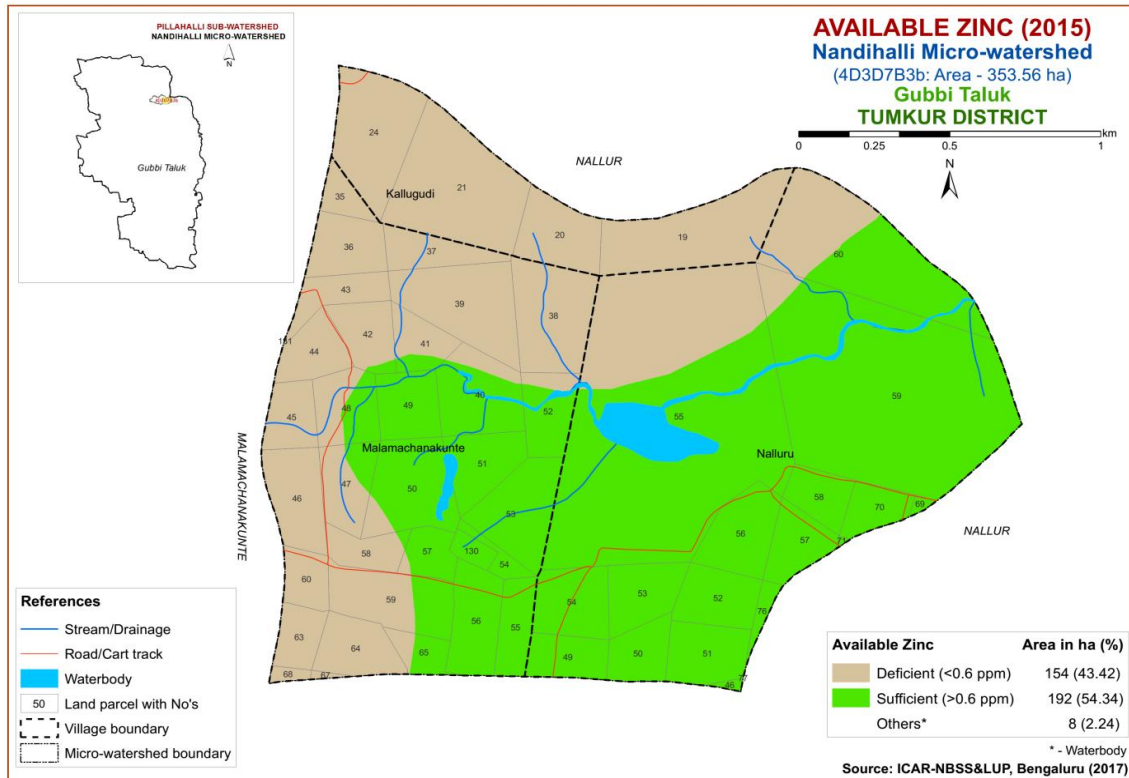 PILLAHALLI SUB-WATERSHED
NANDIHALLI MICRO-WATERSHED
N
Gubbi Taluk
AVAILABLE ZINC (2015)
Nandihalli Micro-watershed
(4D3D7B3b: Area - 353.56 ha)
Gubbi Taluk
TUMKUR DISTRICT
km
0 0.25 0.5 1
N
NALLUR
24
21
Kallugudi
35
20
19
36
37
60
43
39
38
42
41
44
40
49
48
52
45
55
59
Malamachanakunte
Nalluru
51
MALAMACHANAKUNTE
47
50
46
58
70
69
53
56
NALLUR
57
71
58
57
130
54
60
59
54
53
52
76
56
55
63
64
65
49
50
51
68
67
46
77
References
Stream/Drainage
Road/Cart track
Waterbody
50 Land parcel with No's
Village boundary
Micro-watershed boundary
Available Zinc Area in ha (%)
Deficient (<0.6 ppm) 154 (43.42)
Sufficient (>0.6 ppm) 192 (54.34)
Others* 8 (2.24)
* - Waterbody
Source: ICAR-NBSS&LUP, Bengaluru (2017)